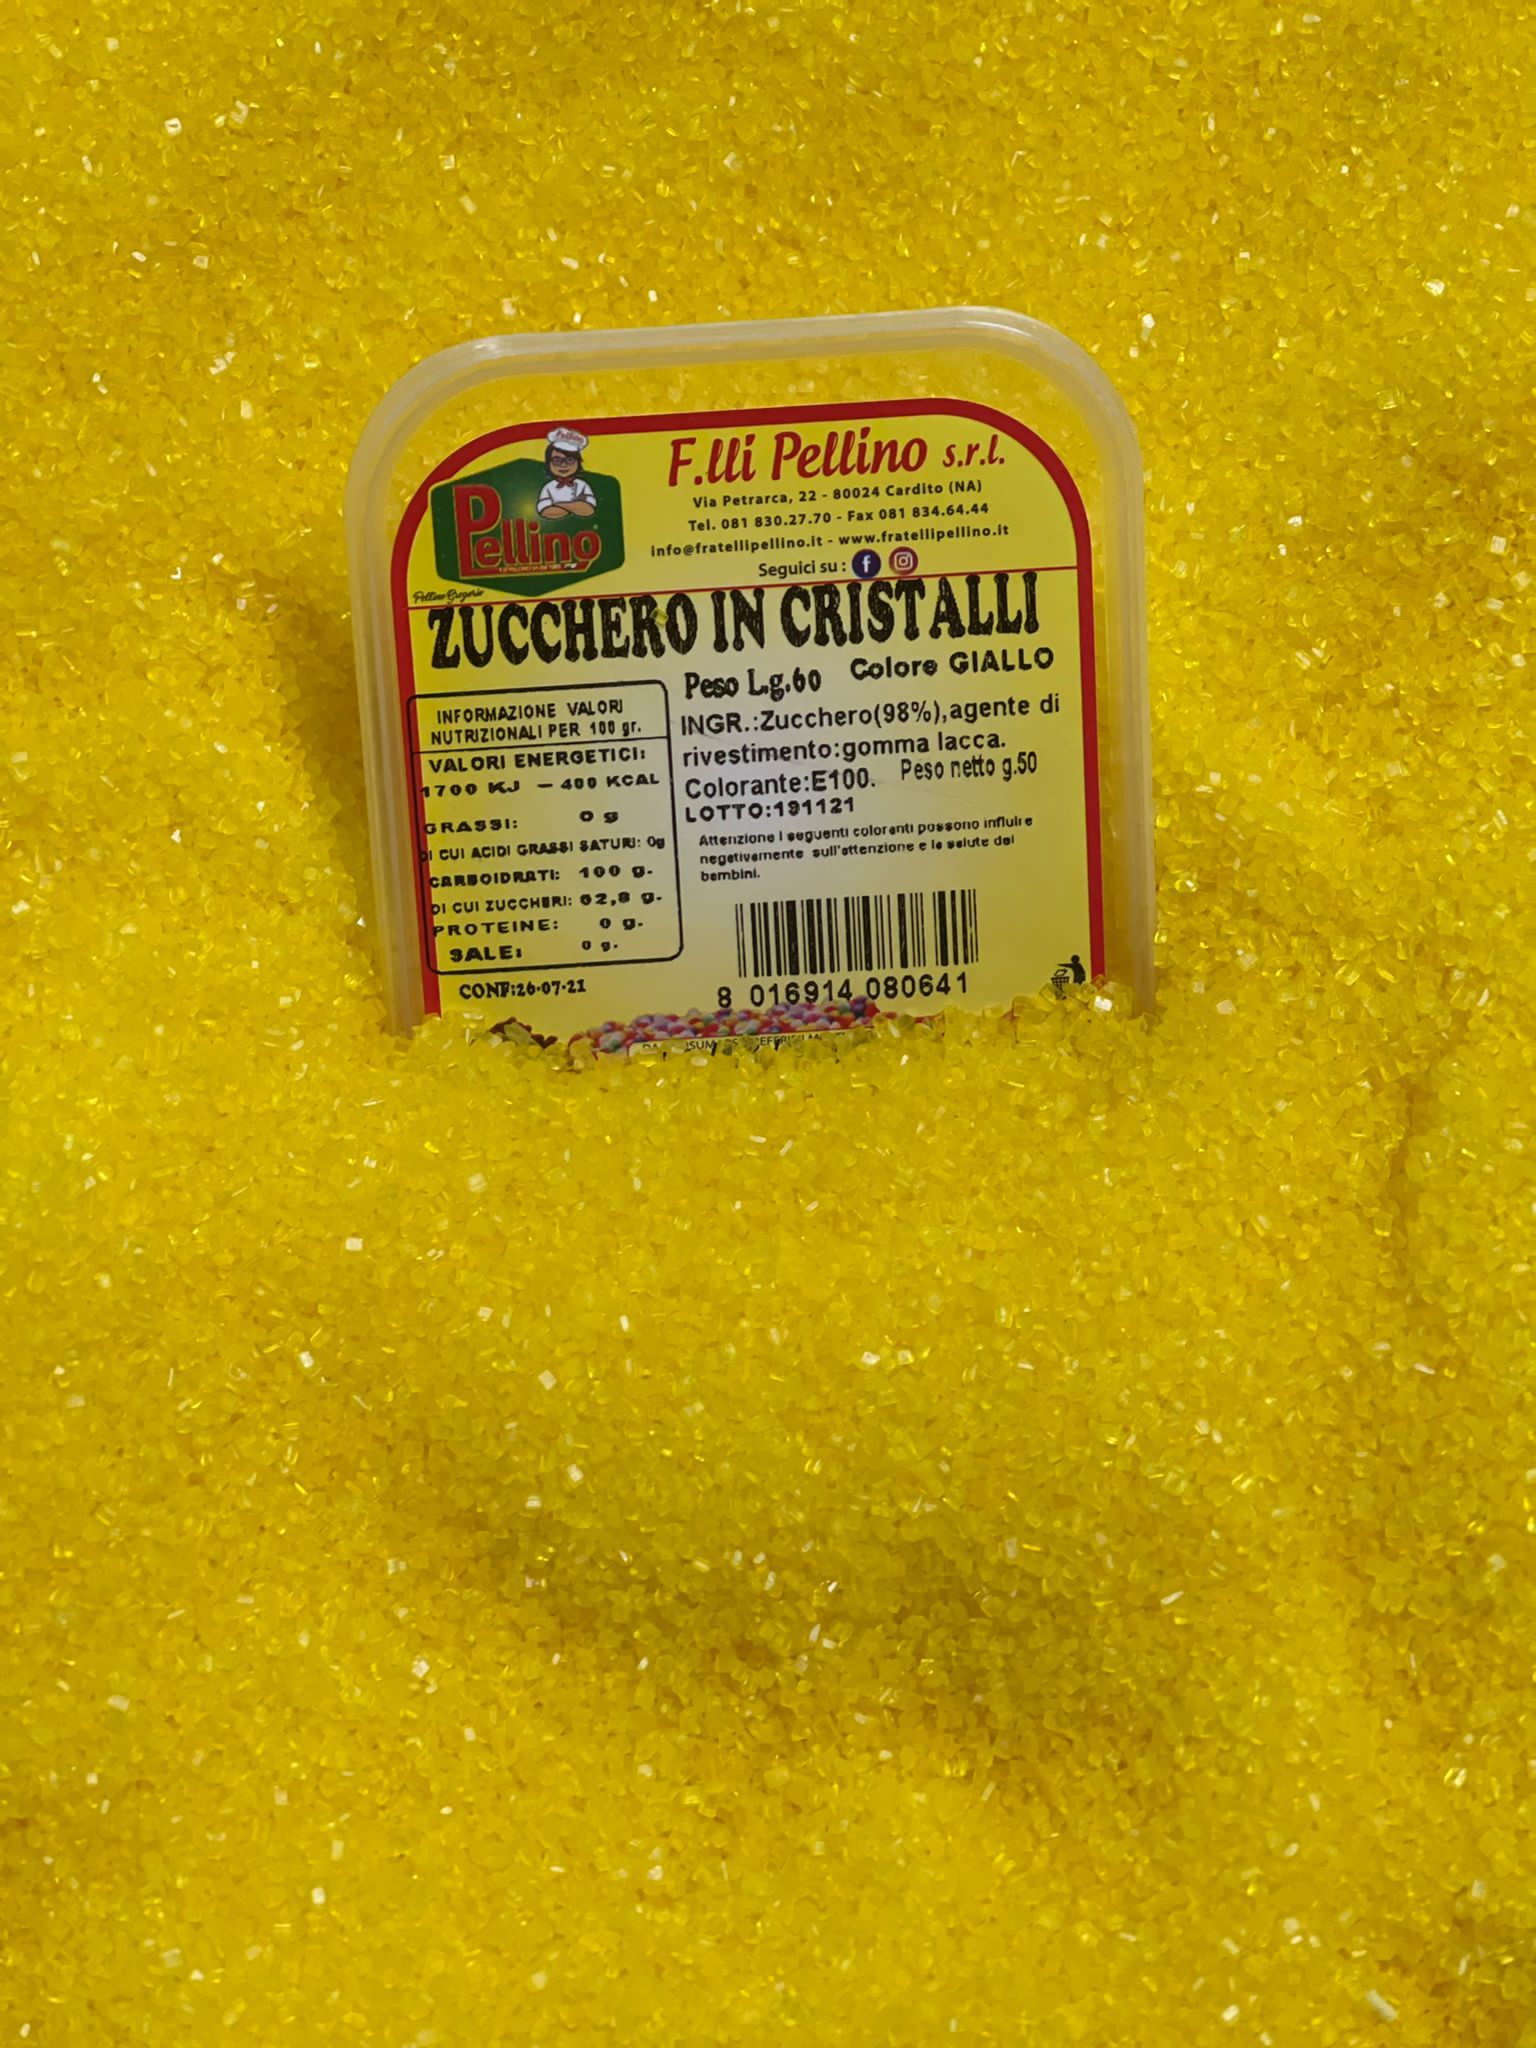 Pellino
Pellino
Pellino Gregorio
F.lli Pellino s.r.l.
Via Petrarca, 22 - 80024 Cardito (NA)
Tel. 081 830.27.70 - Fax 081 834.64.44
info@fratellipellino.it - www.fratellipellino.it
Seguici su :
ZUCCHERO IN CRISTALLI
Peso L.g.60 Colore GIALLO
INFORMAZIONE VALORI
NUTRIZIONALI PER 100 gr.
VALORI ENERGETICI:
1700 KJ – 400 KCAL
GRASSI: 0 g
DI CUI ACIDI GRASSI SATURI: 0g
CARBOIDRATI: 100 g.
DI CUI ZUCCHERI: 62,8 g.
PROTEINE: 0 g.
SALE: 0 g.
CONF:26-07-21
INGR.:Zucchero(98%),agente di
rivestimento:gomma lacca.
Colorante:E100. Peso netto g.50
LOTTO:191121
Attenzione i seguenti coloranti possono influire
negativamente sull'attenzione e la salute dei
bambini.
8 016914 080641